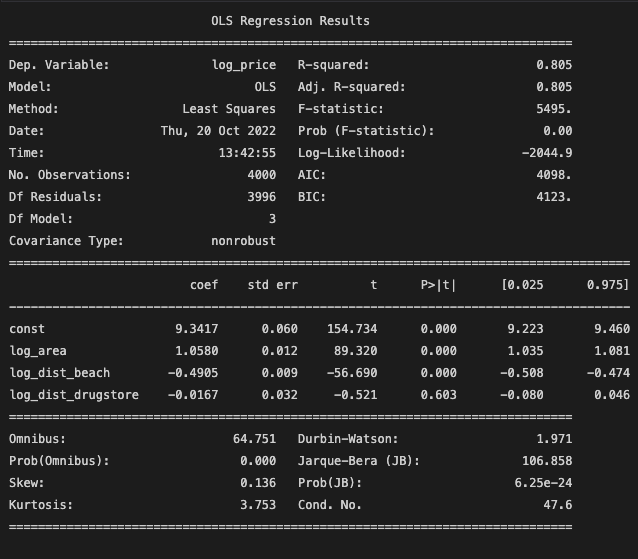 OLS Regression Results
==============================================================================
Dep. Variable:              log_price   R-squared:                       0.805
Model:                            OLS   Adj. R-squared:                  0.805
Method:                 Least Squares   F-statistic:                     5495.
Date:                Thu, 20 Oct 2022   Prob (F-statistic):               0.00
Time:                        13:42:55   Log-Likelihood:                -2044.9
No. Observations:                4000   AIC:                             4098.
Df Residuals:                    3996   BIC:                             4123.
Df Model:                           3
Covariance Type:            nonrobust
======================================================================================
                         coef    std err          t      P>|t|      [0.025      0.975]
--------------------------------------------------------------------------------------
const                  9.3417      0.060    154.734      0.000       9.223       9.460
log_area               1.0580      0.012     89.320      0.000       1.035       1.081
log_dist_beach        -0.4905      0.009    -56.690      0.000      -0.508      -0.474
log_dist_drugstore    -0.0167      0.032     -0.521      0.603      -0.080       0.046
==============================================================================
Omnibus:                       64.751   Durbin-Watson:                   1.971
Prob(Omnibus):                  0.000   Jarque-Bera (JB):              106.858
Skew:                           0.136   Prob(JB):                     6.25e-24
Kurtosis:                       3.753   Cond. No.                         47.6
==============================================================================